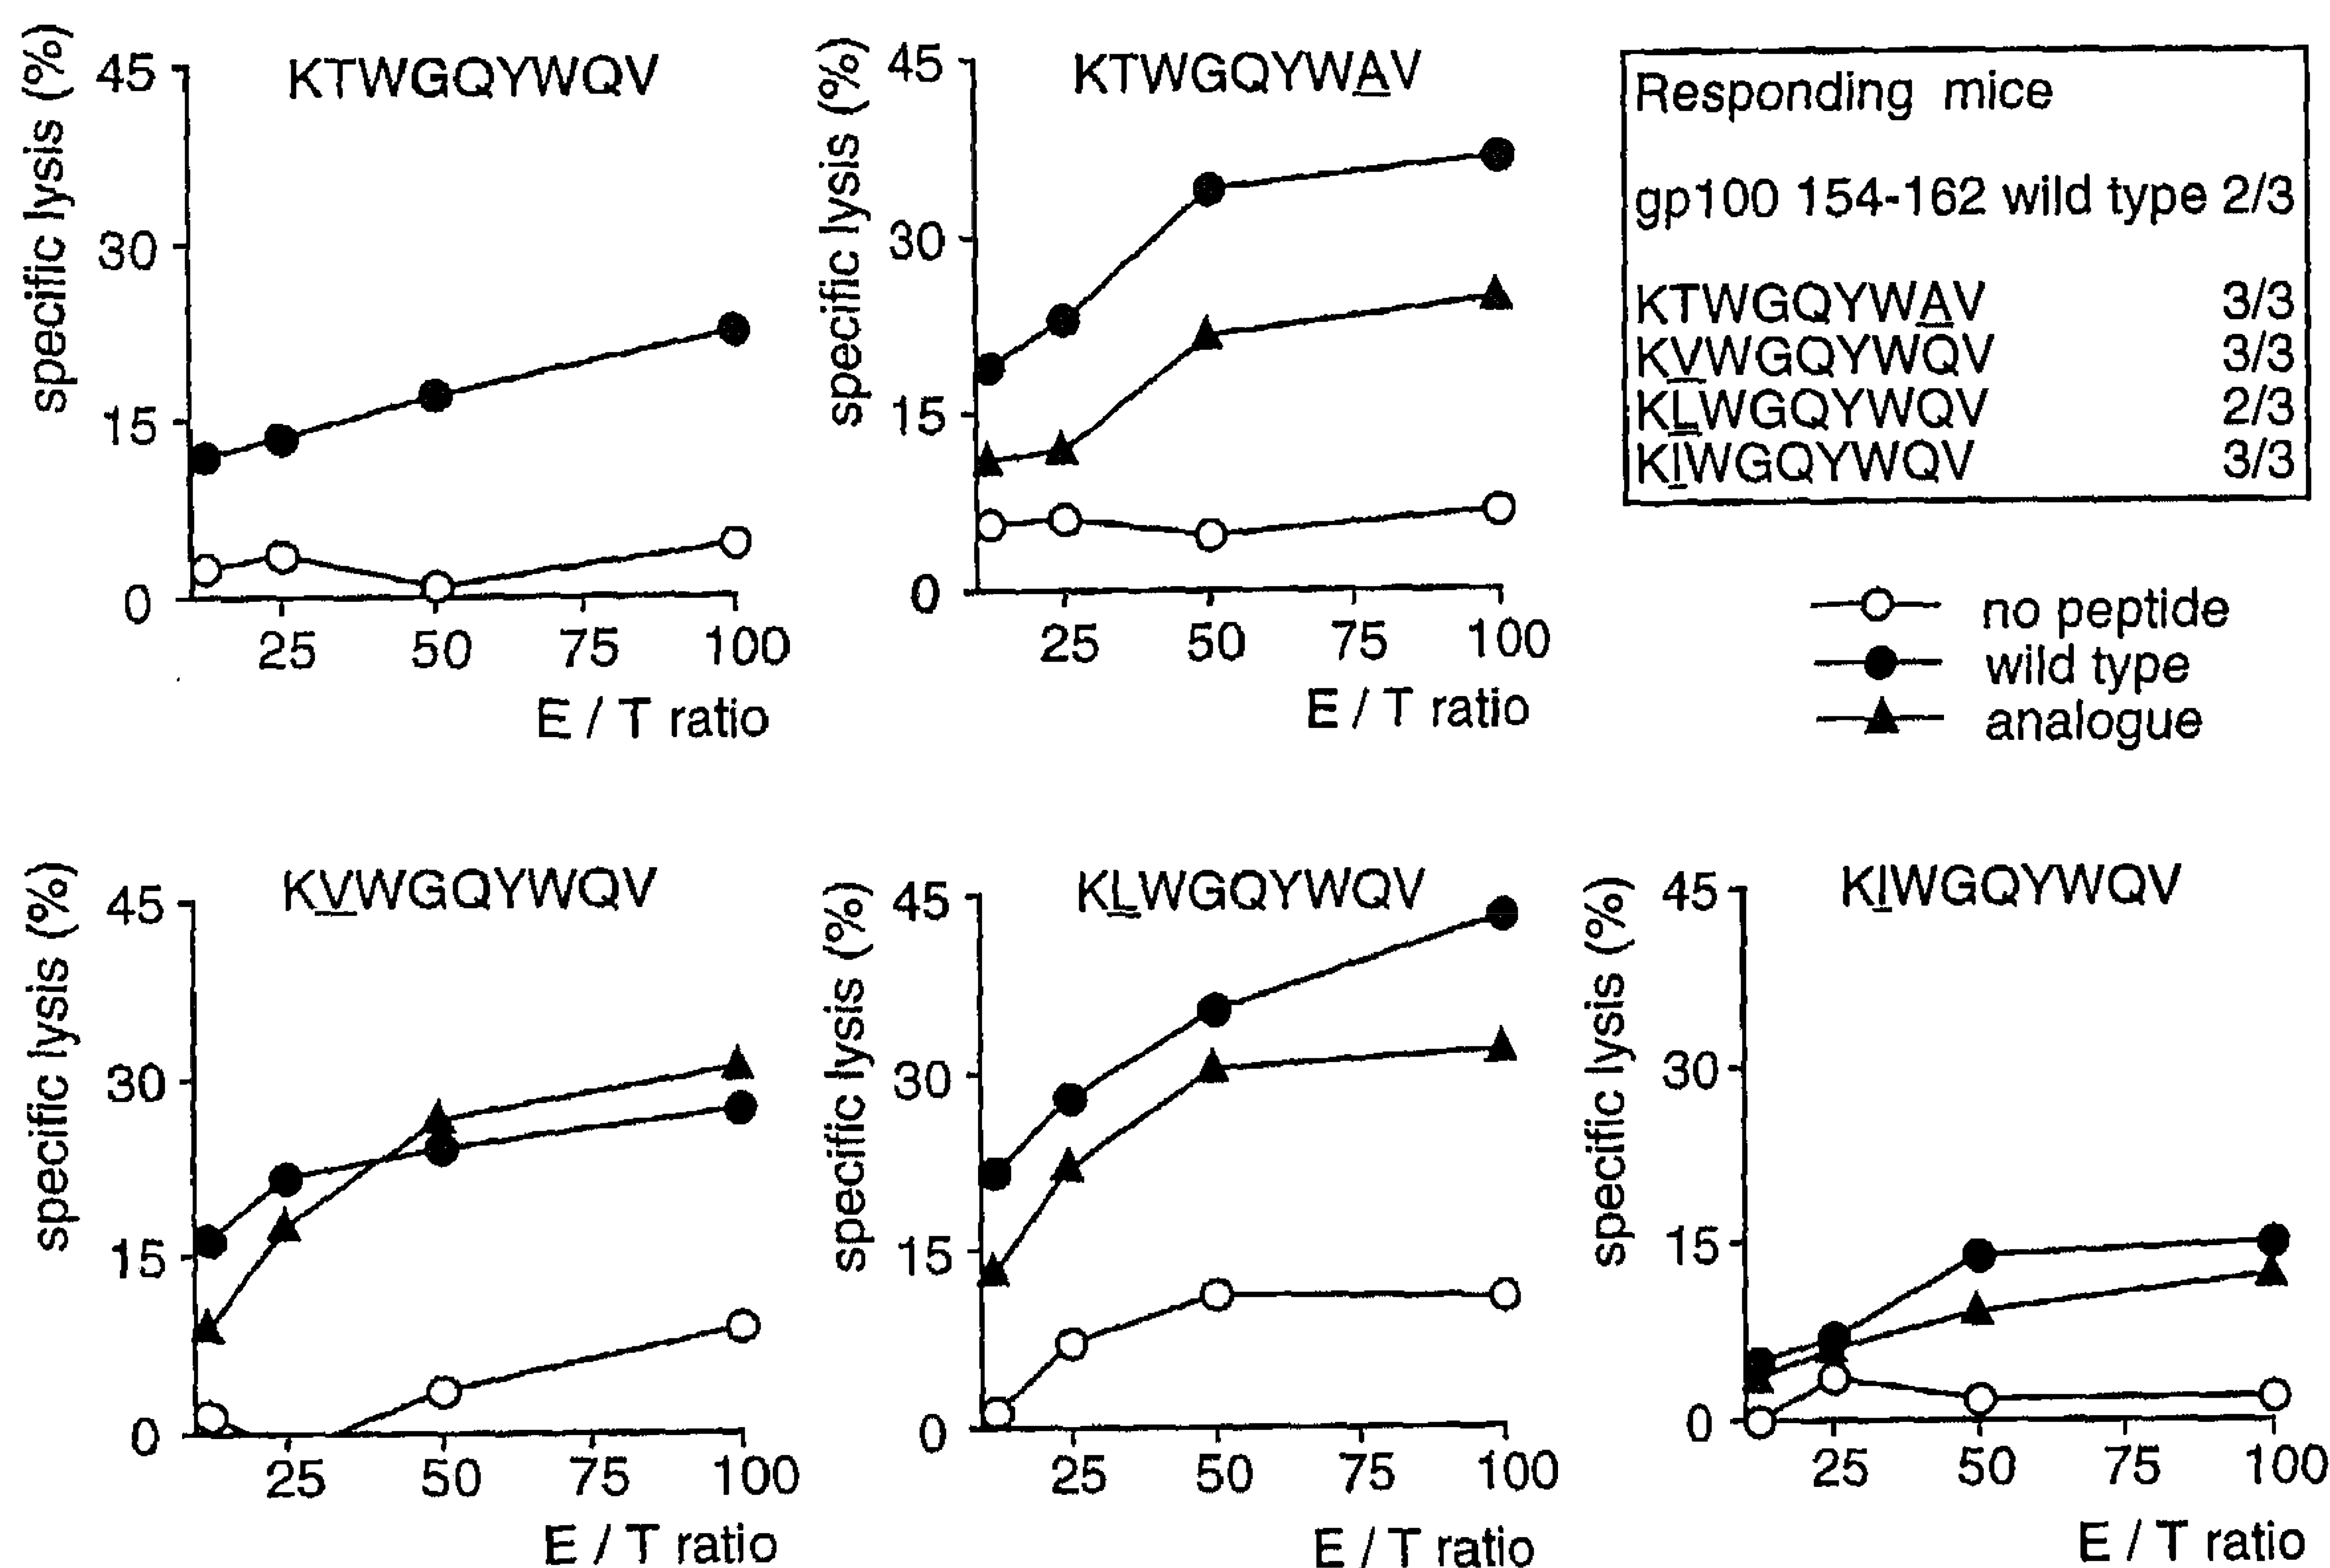 KTWGQYWQV
specific lysis (%)
45
30
15
0
25 50 75 100
E / T ratio
KTWGQYWAV
specific lysis (%)
45
30
15
0
25 50 75 100
E / T ratio
Responding mice
gp100 154-162 wild type 2/3
KTWGQYWAV 3/3
KVWGQYWQV 3/3
KLWGQYWQV 2/3
KIWGQYWQV 3/3
no peptide
wild type
analogue
KVWGQYWQV
specific lysis (%)
45
30
15
0
25 50 75 100
E / T ratio
KLWGQYWQV
specific lysis (%)
45
30
15
0
25 50 75 100
E / T ratio
KIWGQYWQV
specific lysis (%)
45
30
15
0
25 50 75 100
E / T ratio